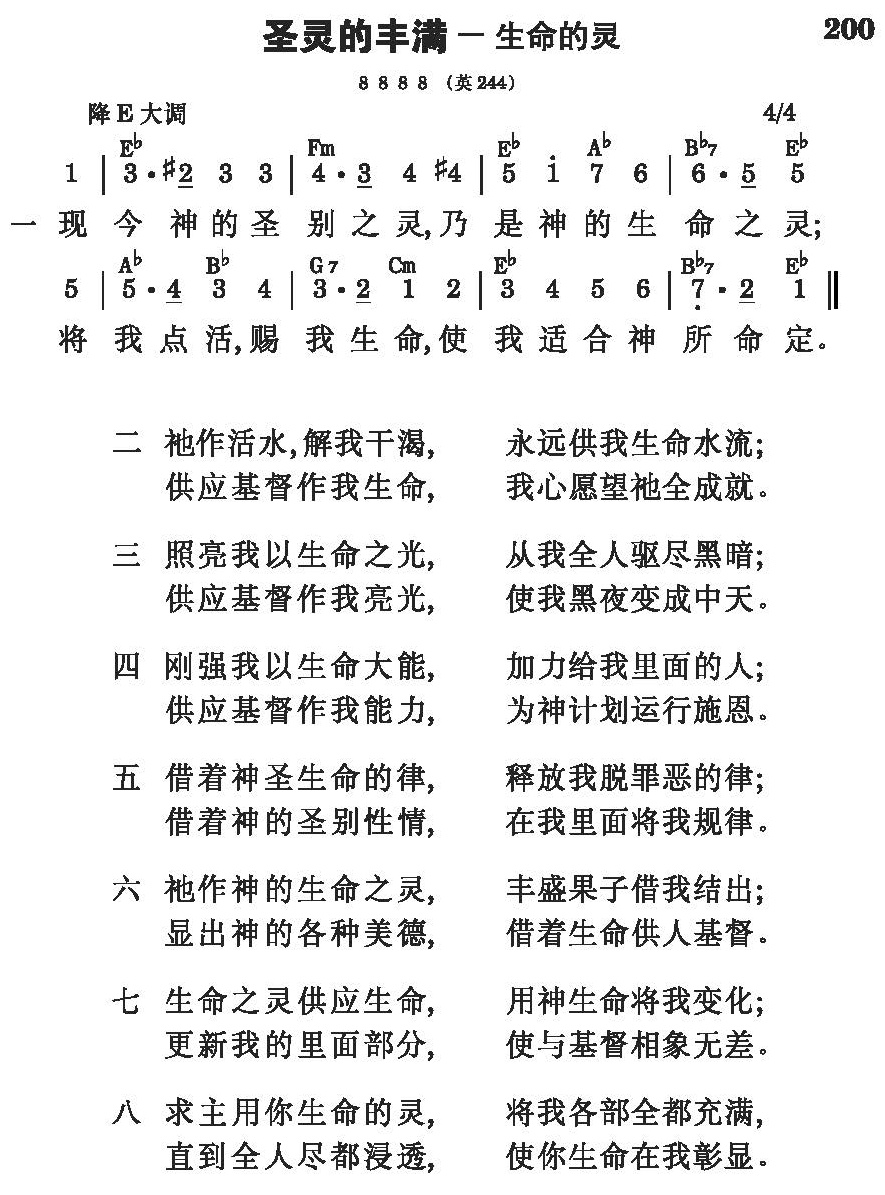 圣灵的丰满－生命的灵 200
8 8 8 8 （英244）
降E大调 4/4
E♭ Fm E♭ A♭ B♭7 E♭
1 | 3·♯2 3 3 | 4·3 4 ♯4 | 5 1̇ 7 6 | 6·5 5
一 现今神的圣别之灵,乃是神的生命之灵;
A♭ B♭ G7 Cm E♭ B♭7 E♭
5 | 5·4 3 4 | 3·2 1 2 | 3 4 5 6 | 7̣·2 1 ‖
将我点活,赐我生命,使我适合神所命定。
二 祂作活水,解我干渴, 永远供我生命水流;
供应基督作我生命, 我心愿望祂全成就。
三 照亮我以生命之光, 从我全人驱尽黑暗;
供应基督作我亮光, 使我黑夜变成中天。
四 刚强我以生命大能, 加力给我里面的人;
供应基督作我能力, 为神计划运行施恩。
五 借着神圣生命的律, 释放我脱罪恶的律;
借着神的圣别性情, 在我里面将我规律。
六 祂作神的生命之灵, 丰盛果子借我结出;
显出神的各种美德, 借着生命供人基督。
七 生命之灵供应生命, 用神生命将我变化;
更新我的里面部分, 使与基督相象无差。
八 求主用你生命的灵, 将我各部全都充满,
直到全人尽都浸透, 使你生命在我彰显。